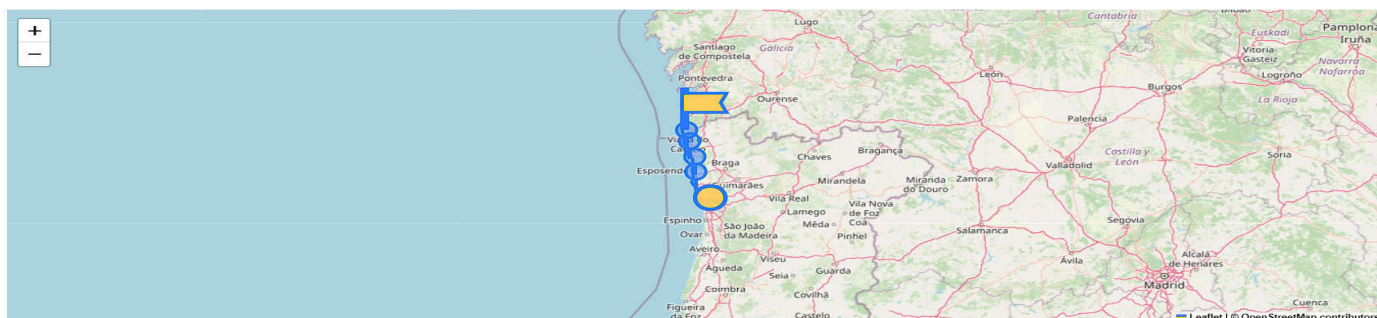 +
−
Bilbao
Cantabria
Lugo
Euskadi
Pamplona
Iruña
Santiago
de Compostela
Galicia
Vitoria-
Gasteiz
León
Logroño
Navarra -
Nafarroa
Pontevedra
Burgos
Ourense
La Rioja
Palencia
Viana do
Castilla y
León
Soria
Chaves
Bragança
Braga
Valladolid
Esposende
Guimarães
Mirandela
Miranda
do Douro
Zamora
Vila Real
Vila Nova
de Foz
Côa
Lamego
Espinho
São João
da Madeira
Mêda
Segovia
Ovar
Pinhel
Salamanca
Aveiro
Viseu
Ávila
Alcalá
de Henares
Águeda
Seia
Guarda
Madrid
Coimbra
Covilhã
Figueira
da Foz
Castelo
Cuenca
Leaflet | © OpenStreetMap contributors